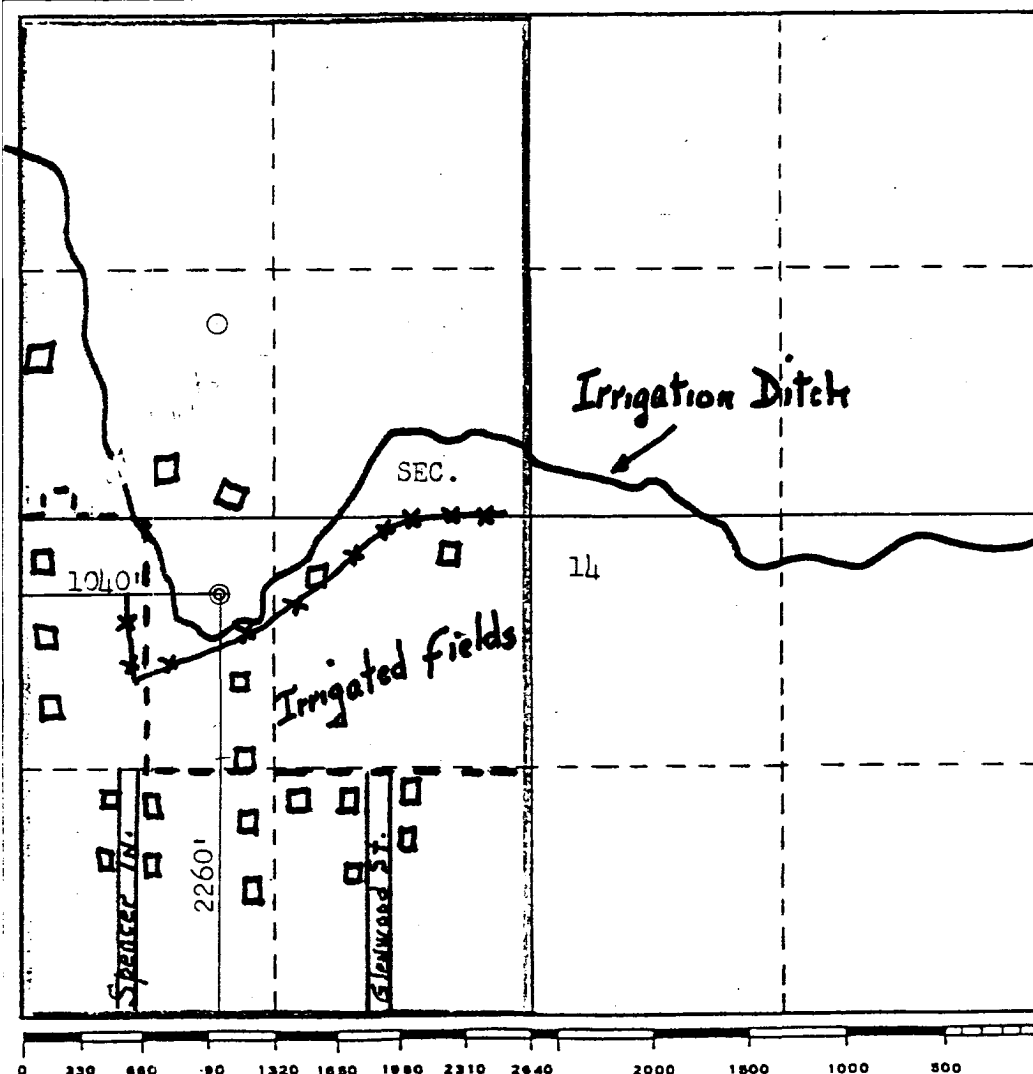 Irrigation Ditch
SEC.
14
1040'
Irrigated Fields
2260'
Spencer LN.
Glenwood ST.
0 330 660 990 1320 1650 1980 2310 2640 2000 1500 1000 500